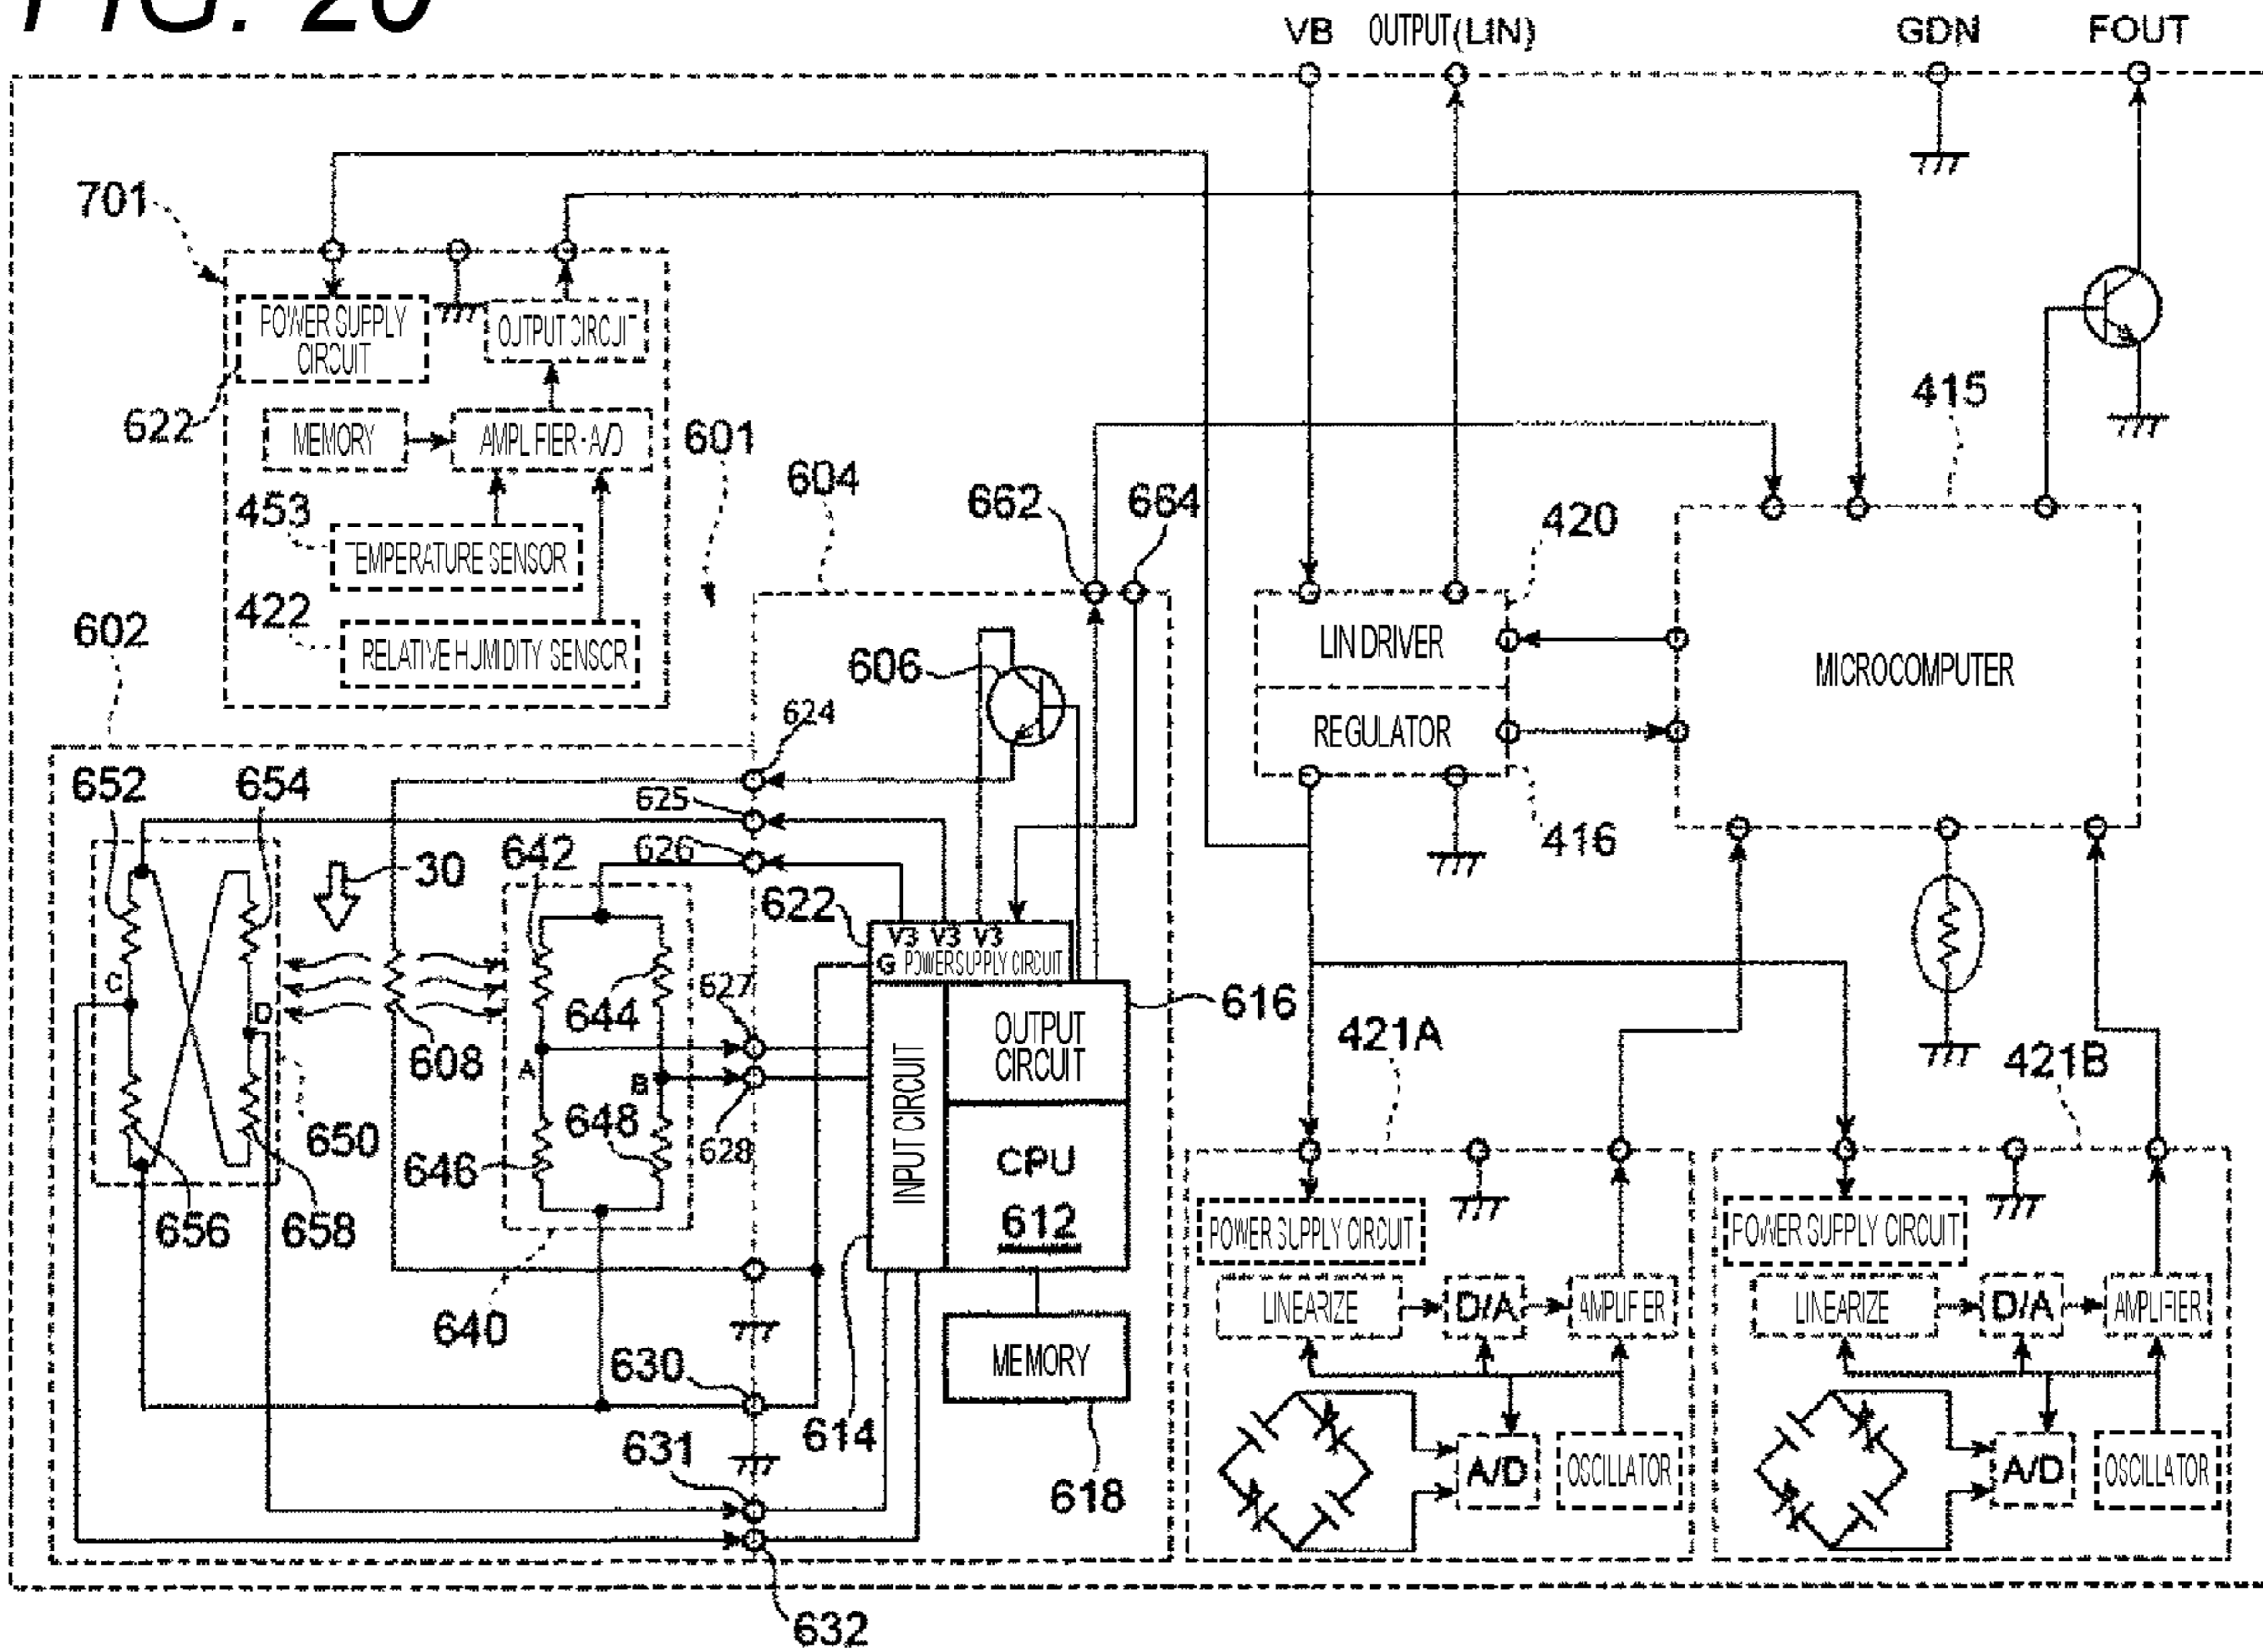 FIG. 20
VB
OUTPUT(LIN)
GDN
FOUT
701
POWER SUPPLY
CIRCUIT
OUTPUT CIRCUIT
622
MEMORY
AMPLIFIER·A/D
453
TEMPERATURE SENSOR
422
RELATIVE HUMIDITY SENSOR
601
604
662
664
415
420
LIN DRIVER
REGULATOR
416
MICROCOMPUTER
602
606
624
625
626
652
654
30
642
622
V3 V3 V3
G POWER SUPPLY CIRCUIT
C
D
608
644
627
A
B
628
646
648
650
656
658
640
INPUT CIRCUIT
OUTPUT
CIRCUIT
616
CPU
612
MEMORY
618
614
630
631
632
421A
POWER SUPPLY CIRCUIT
LINEARIZE
D/A
AMPLIFIER
A/D
OSCILLATOR
421B
POWER SUPPLY CIRCUIT
LINEARIZE
D/A
AMPLIFIER
A/D
OSCILLATOR